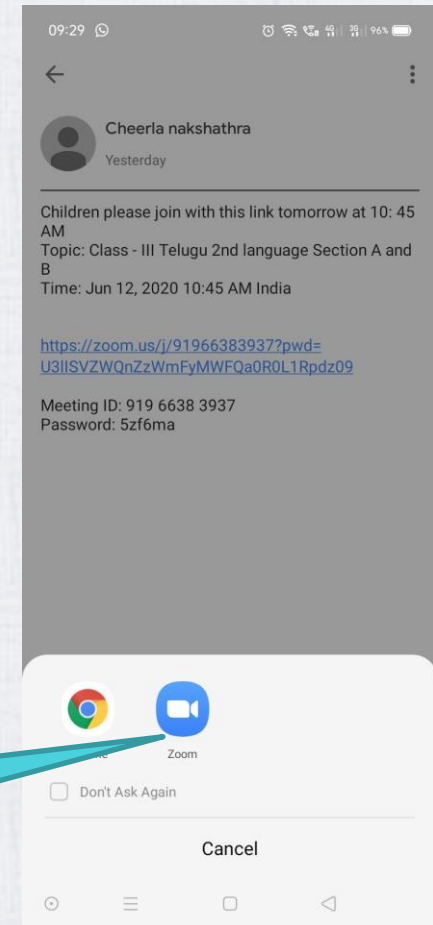 09:29
4G 3G 96%
Cheerla nakshathra
Yesterday
Children please join with this link tomorrow at 10: 45
AM
Topic: Class - III Telugu 2nd language Section A and
B
Time: Jun 12, 2020 10:45 AM India
https://zoom.us/j/91966383937?pwd=
U3lISVZWQnZzWmFyMWFQa0R0L1Rpdz09
Meeting ID: 919 6638 3937
Password: 5zf6ma
Zoom
Don't Ask Again
Cancel